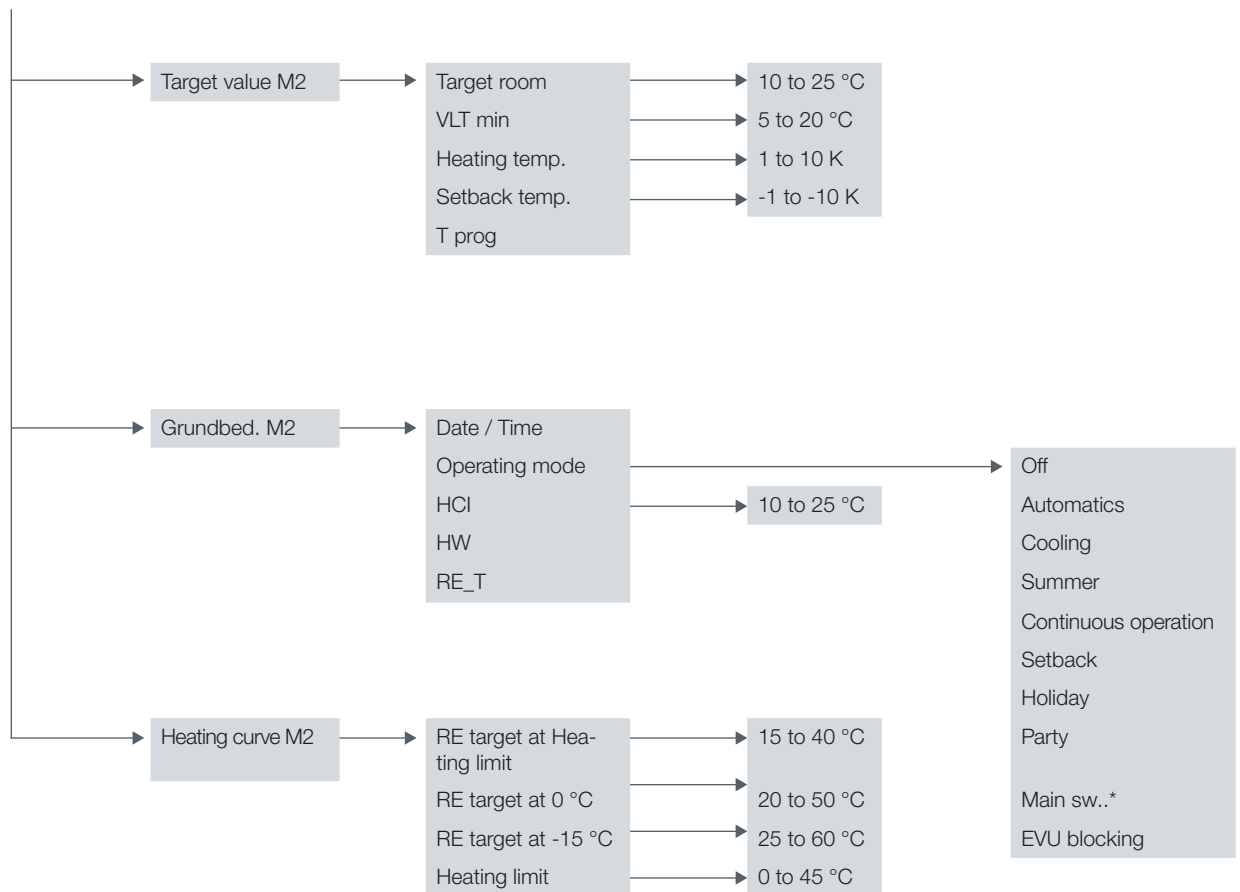 Target value M2
Target room
10 to 25 °C
VLT min
5 to 20 °C
Heating temp.
1 to 10 K
Setback temp.
-1 to -10 K
T prog
Grundbed. M2
Date / Time
Operating mode
HCI
10 to 25 °C
HW
RE_T
Off
Automatics
Cooling
Summer
Continuous operation
Setback
Holiday
Party
Main sw..*
EVU blocking
Heating curve M2
RE target at Hea-
ting limit
15 to 40 °C
RE target at 0 °C
20 to 50 °C
RE target at -15 °C
25 to 60 °C
Heating limit
0 to 45 °C